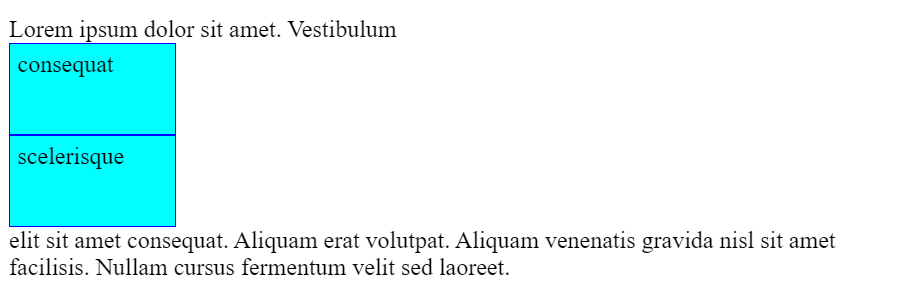 Lorem ipsum dolor sit amet. Vestibulum
consequat
scelerisque
elit sit amet consequat. Aliquam erat volutpat. Aliquam venenatis gravida nisl sit amet
facilisis. Nullam cursus fermentum velit sed laoreet.